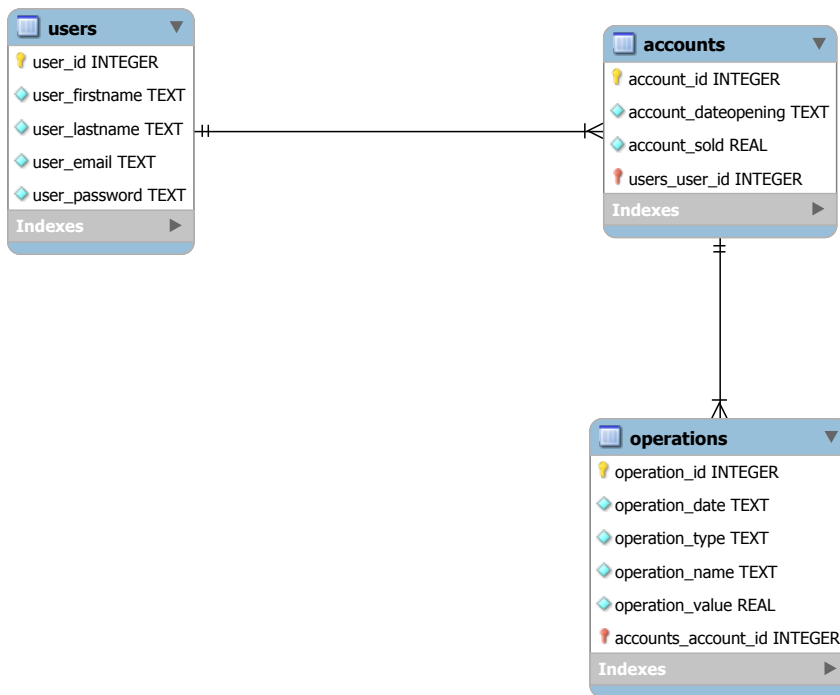 users
user_id INTEGER
user_firstname TEXT
user_lastname TEXT
user_email TEXT
user_password TEXT
Indexes
accounts
account_id INTEGER
account_dateopening TEXT
account_sold REAL
users_user_id INTEGER
Indexes
operations
operation_id INTEGER
operation_date TEXT
operation_type TEXT
operation_name TEXT
operation_value REAL
accounts_account_id INTEGER
Indexes